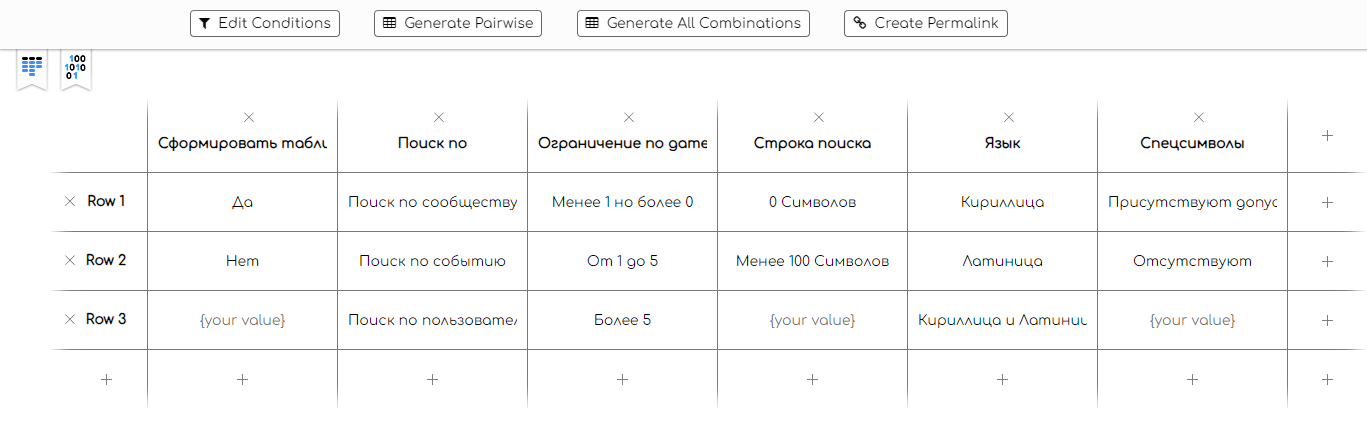 Edit Conditions Generate Pairwise Generate All Combinations Create Permalink
100
1010
01
Сформировать табли Поиск по Ограничение по дате Строка поиска Язык Спецсимволы
Row 1 Да Поиск по сообществу Менее 1 но более 0 0 Символов Кириллица Присутствуют допус
Row 2 Нет Поиск по событию От 1 до 5 Менее 100 Символов Латиница Отсутствуют
Row 3 {your value} Поиск по пользовател Более 5 {your value} Кириллица и Латиниц {your value}